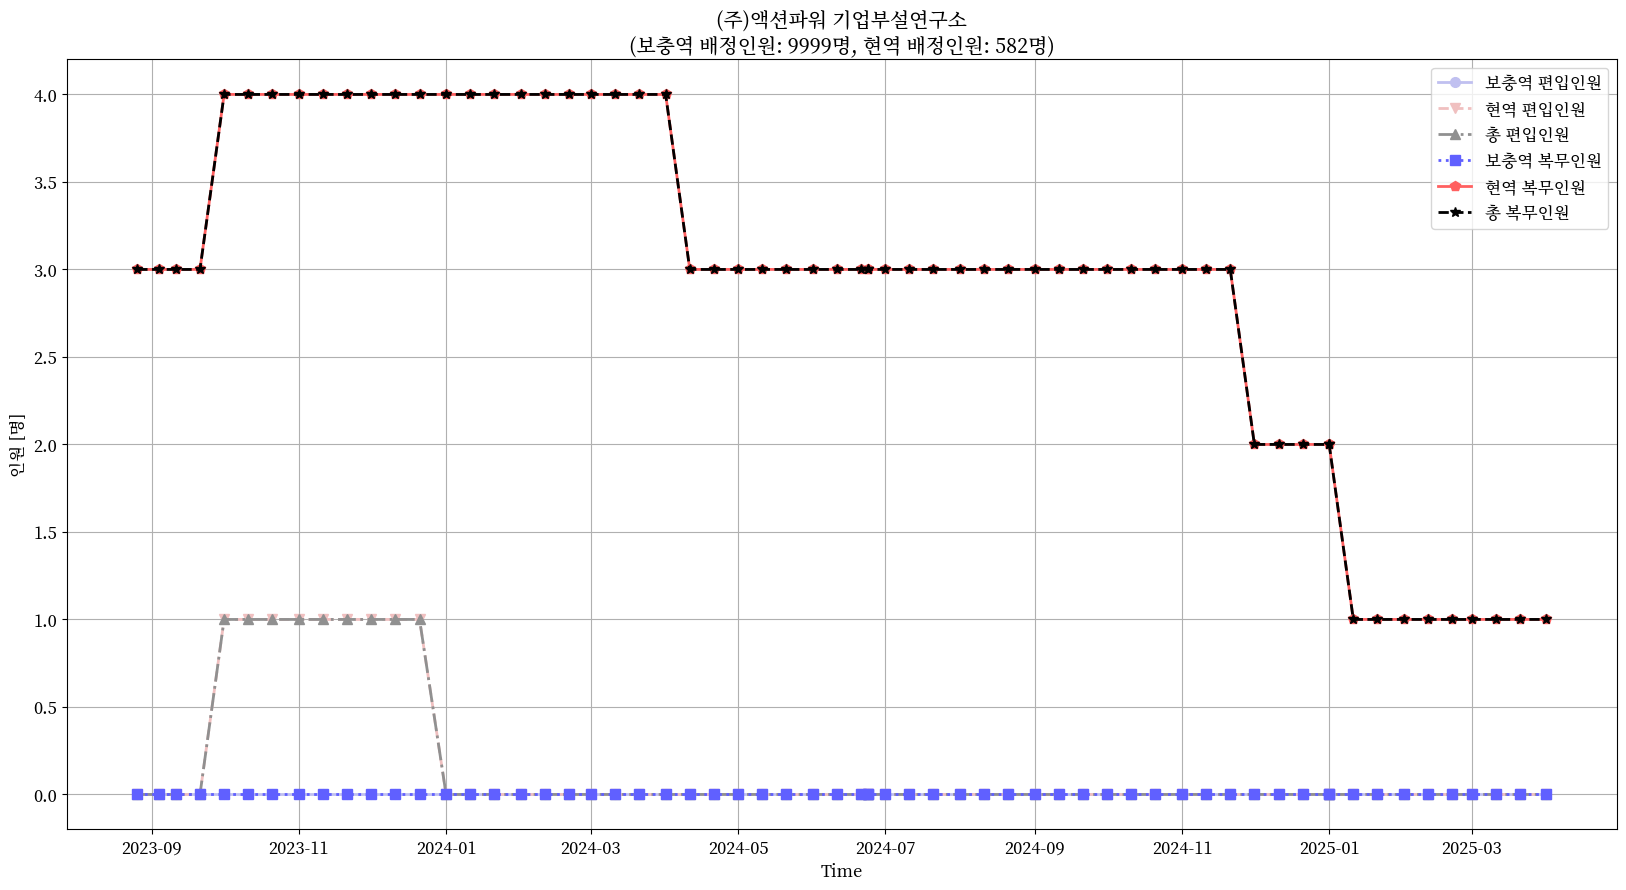 (주)액션파워 기업부설연구소
(보충역 배정인원: 9999명, 현역 배정인원: 582명)
보충역 편입인원
현역 편입인원
총 편입인원
보충역 복무인원
현역 복무인원
총 복무인원
인원 [명]
4.0
3.5
3.0
2.5
2.0
1.5
1.0
0.5
0.0
2023-09 2023-11 2024-01 2024-03 2024-05 2024-07 2024-09 2024-11 2025-01 2025-03
Time